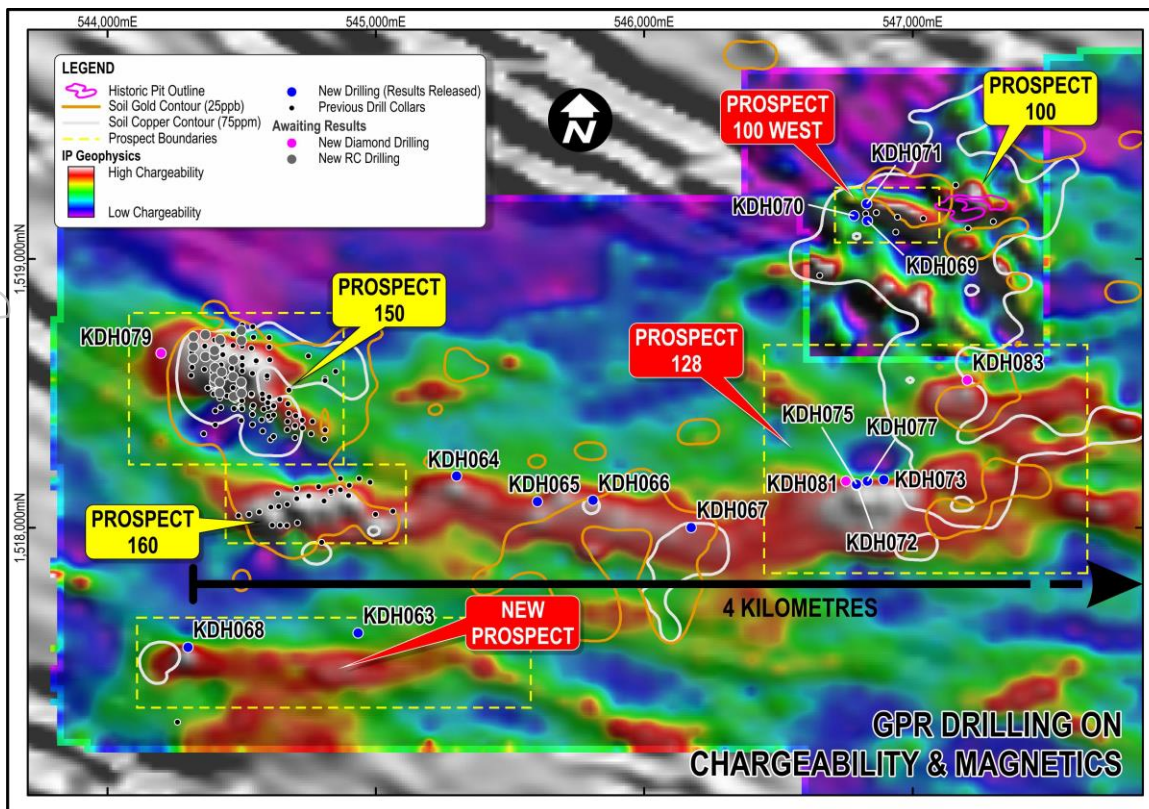 544,000mE
545,000mE
546,000mE
547,000mE
1,519,000mN
1,518,000mN
LEGEND
Historic Pit Outline
Soil Gold Contour (25ppb)
Soil Copper Contour (75ppm)
Prospect Boundaries
IP Geophysics
High Chargeability
Low Chargeability
New Drilling (Results Released)
Previous Drill Collars
Awaiting Results
New Diamond Drilling
New RC Drilling
N
PROSPECT
100 WEST
PROSPECT
100
KDH071
KDH070
KDH069
PROSPECT
150
KDH079
PROSPECT
128
KDH083
KDH075
KDH077
KDH064
KDH065
KDH066
KDH067
KDH081
KDH073
KDH072
PROSPECT
160
4 KILOMETRES
NEW
PROSPECT
KDH068
KDH063
GPR DRILLING ON
CHARGEABILITY & MAGNETICS